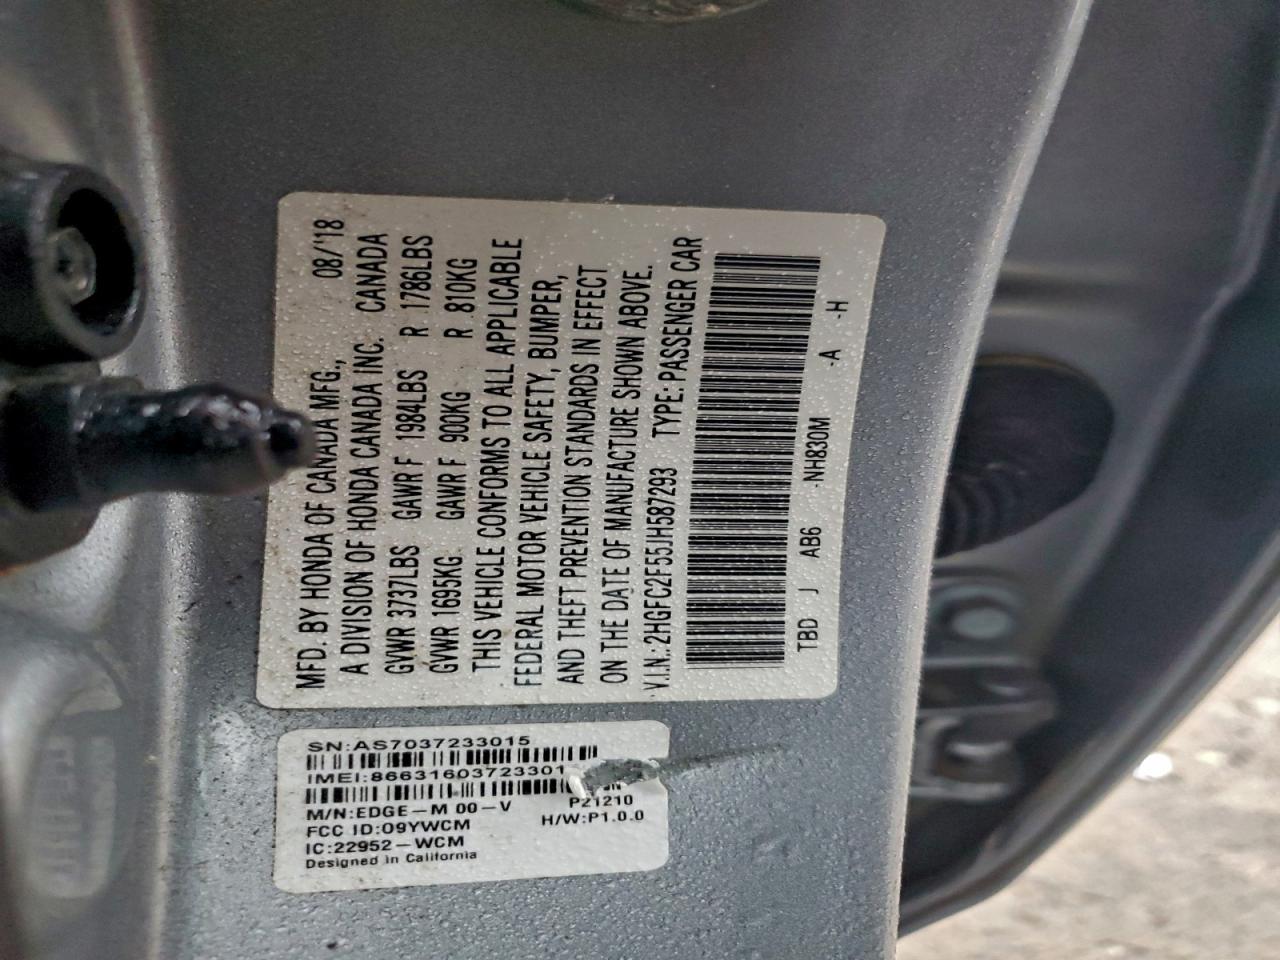 MFD. BY HONDA OF CANADA MFG., 08/'18
A DIVISION OF HONDA CANADA INC. CANADA
GVWR 3737LBS GAWR F 1984LBS R 1786LBS
GVWR 1695KG GAWR F 900KG R 810KG
THIS VEHICLE CONFORMS TO ALL APPLICABLE
FEDERAL MOTOR VEHICLE SAFETY, BUMPER,
AND THEFT PREVENTION STANDARDS IN EFFECT
ON THE DATE OF MANUFACTURE SHOWN ABOVE.
V.I.N.: 2HGFC2F55JH587293 TYPE: PASSENGER CAR
TBD J AB6 -NH830M -A -H
SN:AS7037233015
IMEI:86631603723301
M/N:EDGE-M 00-V P21210
FCC ID:O9YWCM H/W:P1.0.0
IC:22952-WCM
Designed in California